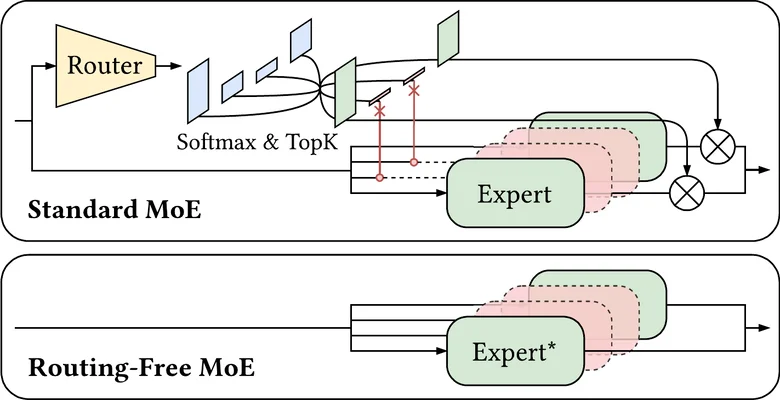 Router
Softmax & TopK
Expert
Standard MoE
Expert*
Routing-Free MoE